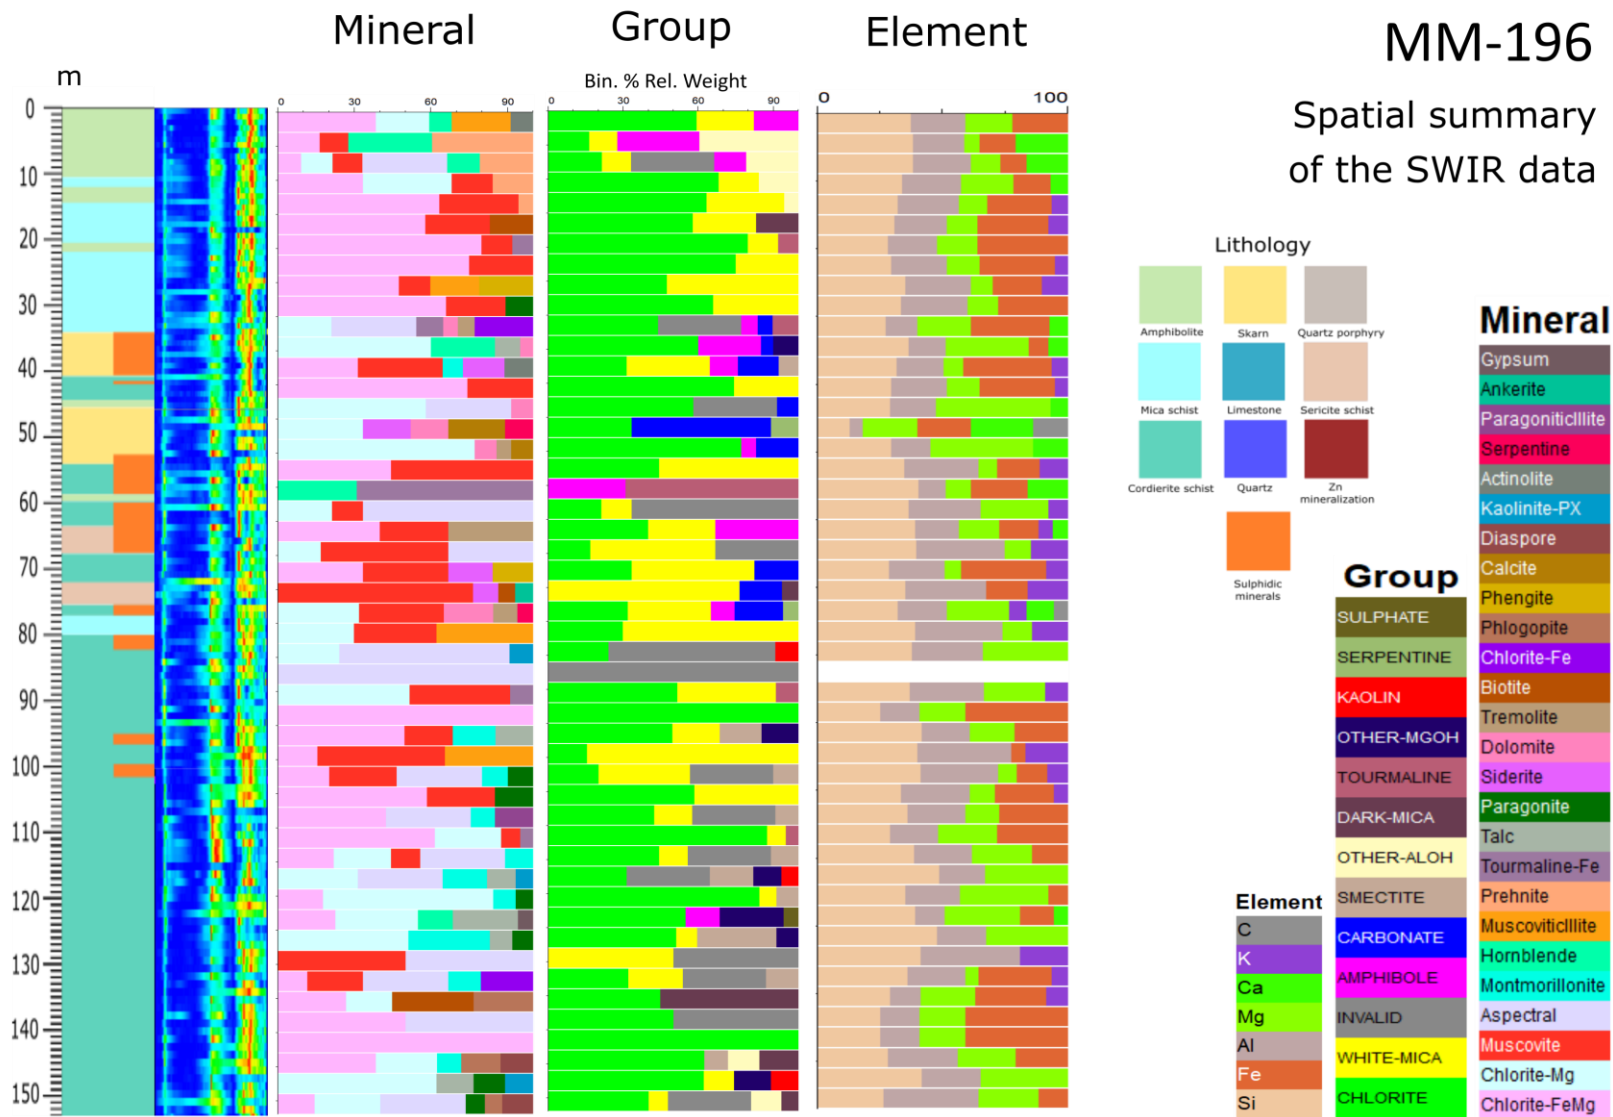 Mineral
Group
Element
MM-196
Spatial summary
of the SWIR data
m
Bin. % Rel. Weight
0 30 60 90
0 30 60 90
0 100
0
10
20
30
40
50
60
70
80
90
100
110
120
130
140
150
Lithology
Amphibolite
Skarn
Quartz porphyry
Mica schist
Limestone
Sericite schist
Cordierite schist
Quartz
Zn
mineralization
Sulphidic
minerals
Element
C
K
Ca
Mg
Al
Fe
Si
Group
SULPHATE
SERPENTINE
KAOLIN
OTHER-MGOH
TOURMALINE
DARK-MICA
OTHER-ALOH
SMECTITE
CARBONATE
AMPHIBOLE
INVALID
WHITE-MICA
CHLORITE
Mineral
Gypsum
Ankerite
ParagoniticIllite
Serpentine
Actinolite
Kaolinite-PX
Diaspore
Calcite
Phengite
Phlogopite
Chlorite-Fe
Biotite
Tremolite
Dolomite
Siderite
Paragonite
Talc
Tourmaline-Fe
Prehnite
MuscoviticIllite
Hornblende
Montmorillonite
Aspectral
Muscovite
Chlorite-Mg
Chlorite-FeMg